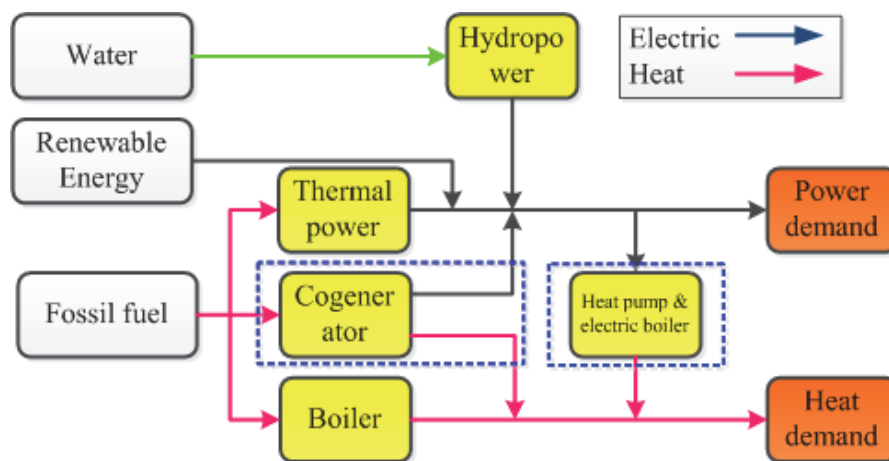 Water
Hydropo
wer
Electric
Heat
Renewable
Energy
Thermal
power
Power
demand
Fossil fuel
Cogener
ator
Heat pump &
electric boiler
Boiler
Heat
demand